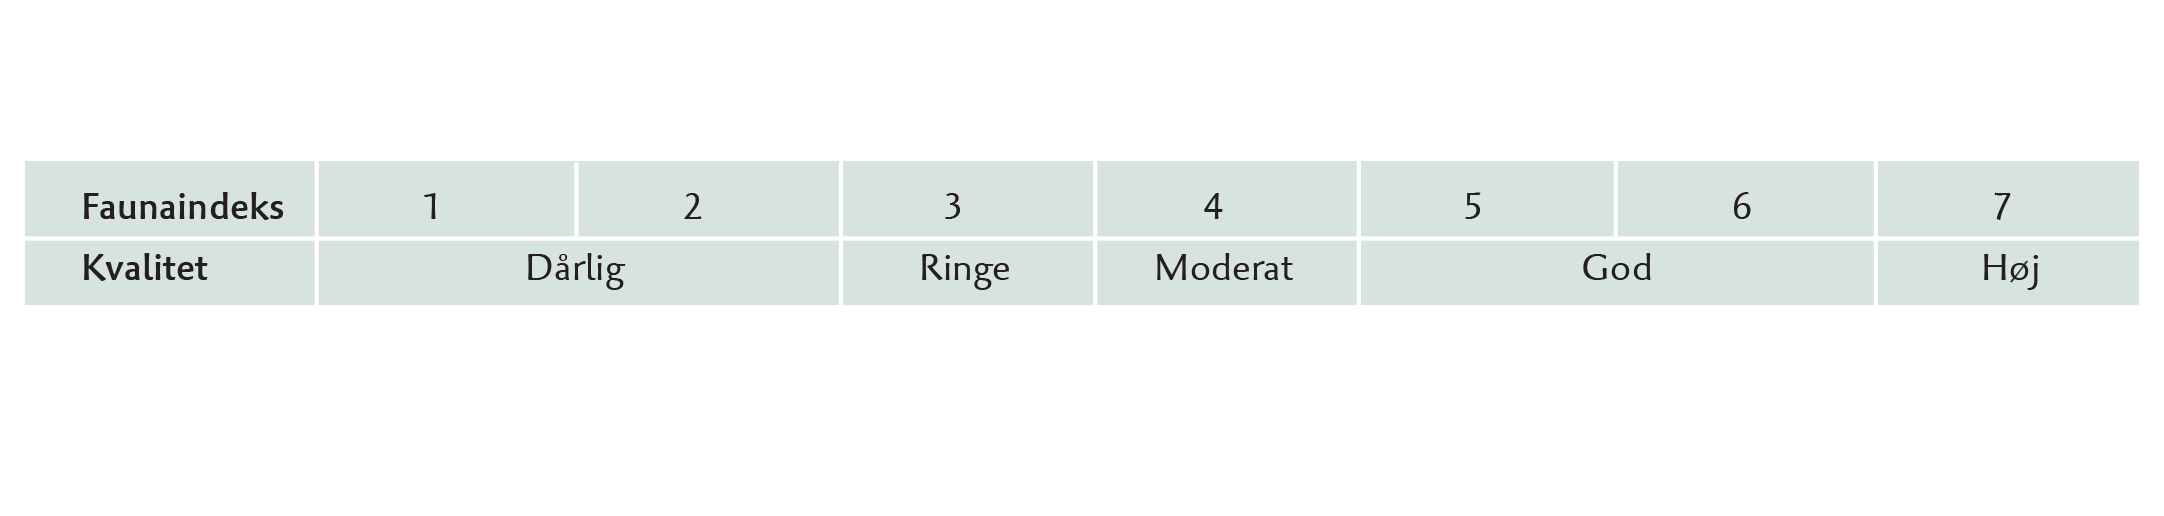 Faunaindeks 1 2 3 4 5 6 7
Kvalitet Dårlig Ringe Moderat God Høj